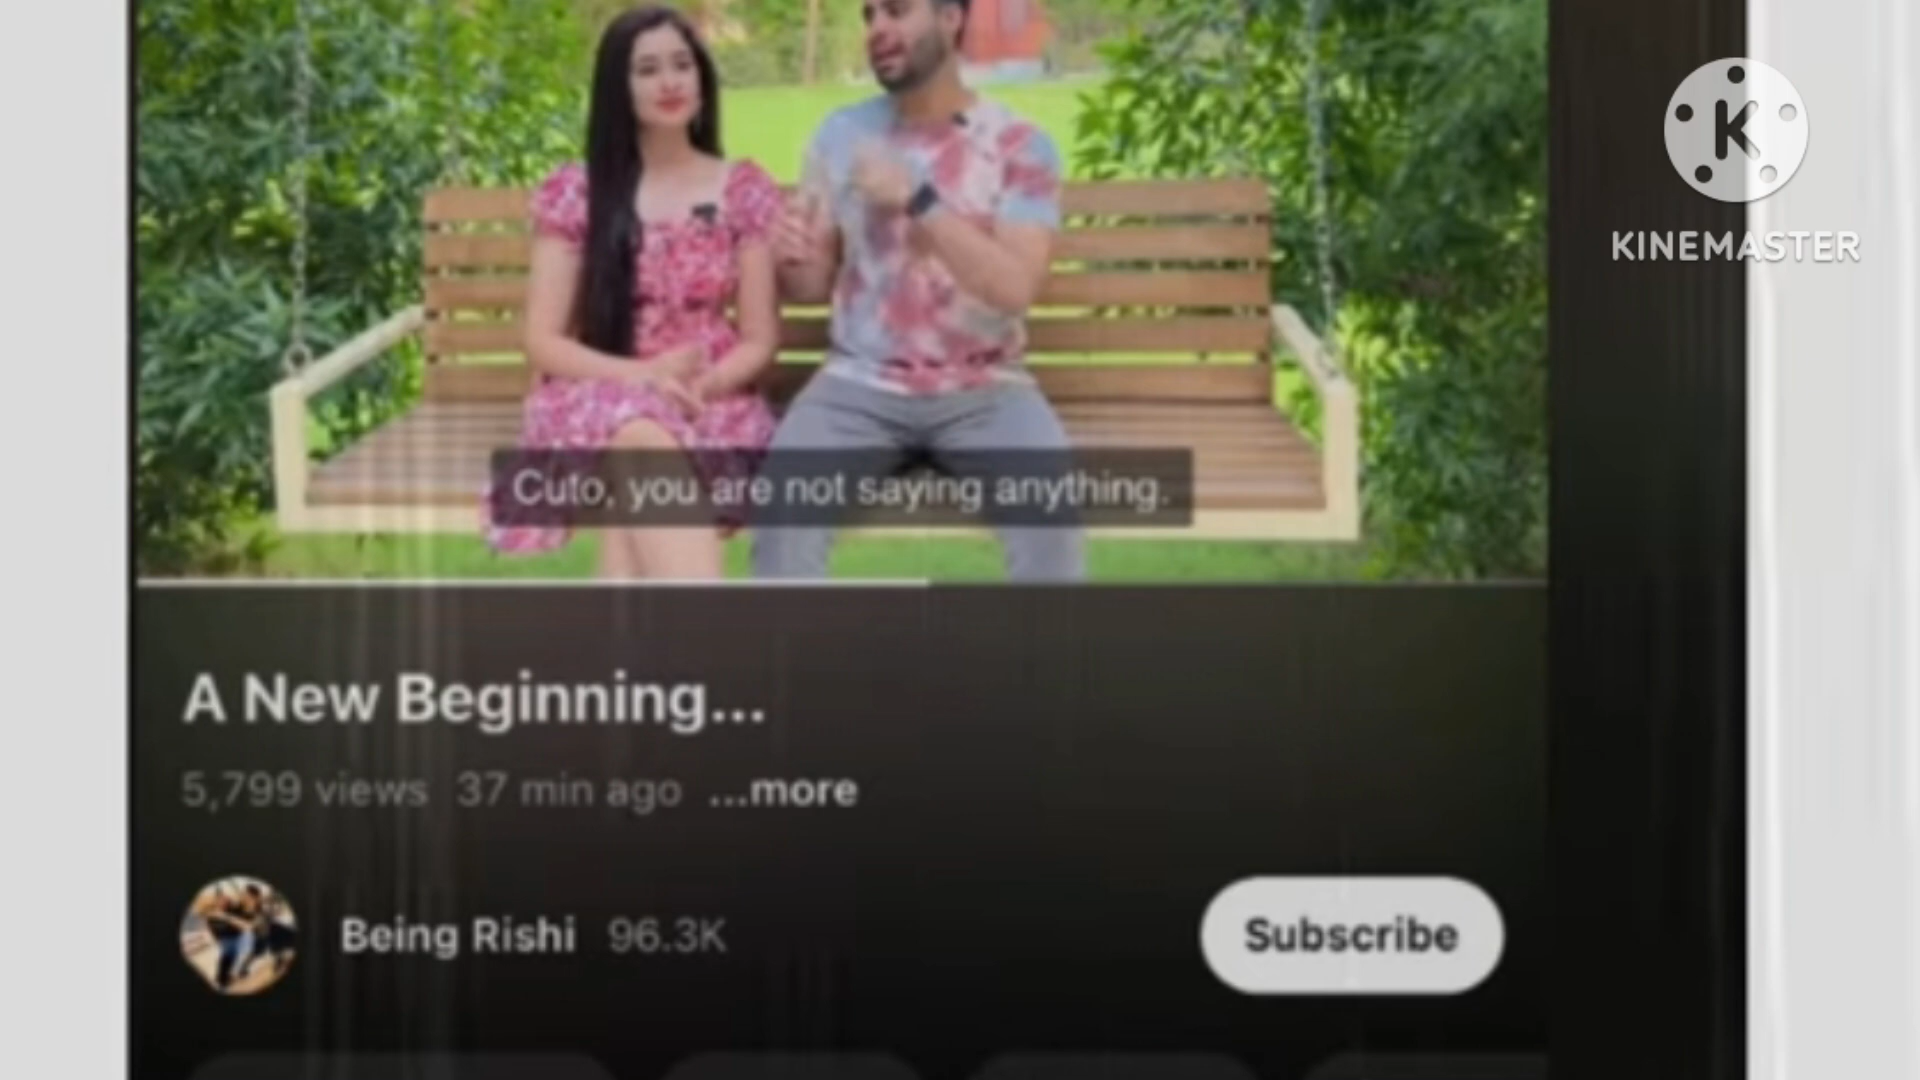 K
KINEMASTER
Cuto, you are not saying anything.
A New Beginning...
5,799 views 37 min ago ...more
Being Rishi 96.3K
Subscribe